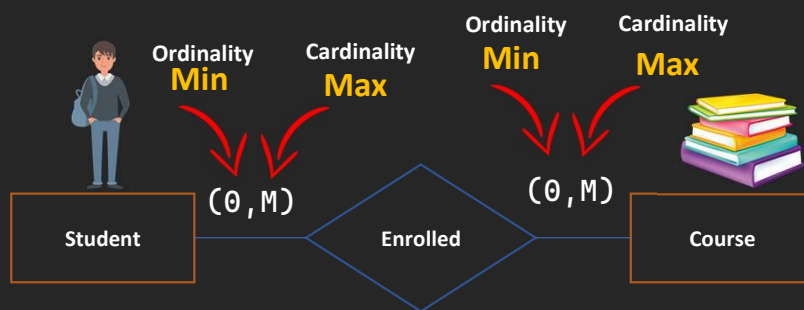 Ordinality
Min
Cardinality
Max
Ordinality
Min
Cardinality
Max
(0,M)
(0,M)
Student
Enrolled
Course